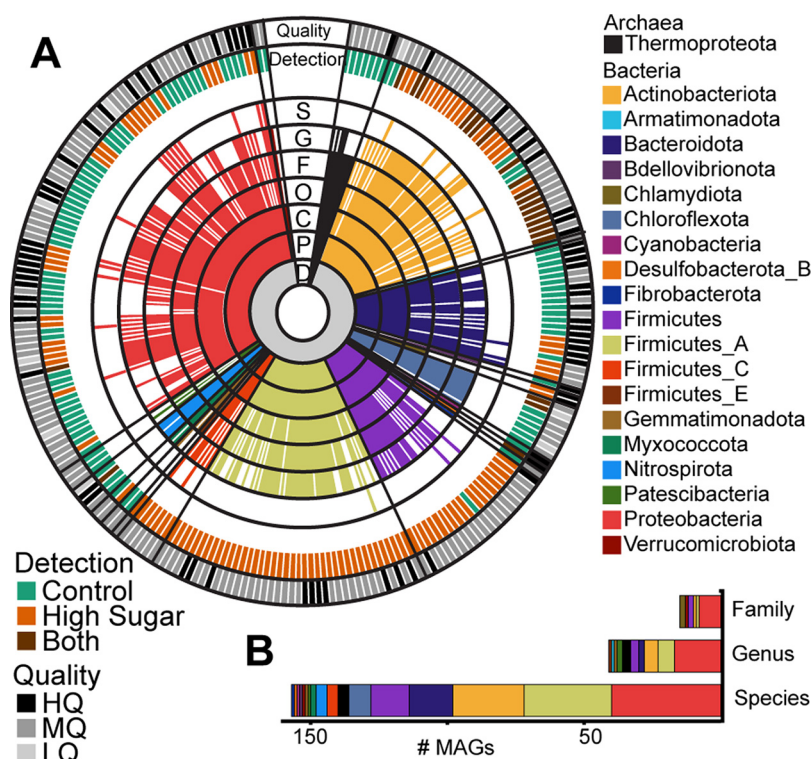 A
Quality
Detection
S
G
F
O
C
P
D
Archaea
Thermoproteota
Bacteria
Actinobacteriota
Armatimonadota
Bacteroidota
Bdellovibrionota
Chlamydiota
Chloroflexota
Cyanobacteria
Desulfobacterota_B
Fibrobacterota
Firmicutes
Firmicutes_A
Firmicutes_C
Firmicutes_E
Gemmatimonadota
Myxococcota
Nitrospirota
Patescibacteria
Proteobacteria
Verrucomicrobiota
Detection
Control
High Sugar
Both
Quality
HQ
MQ
LQ
B
Family
Genus
Species
150
50
# MAGs